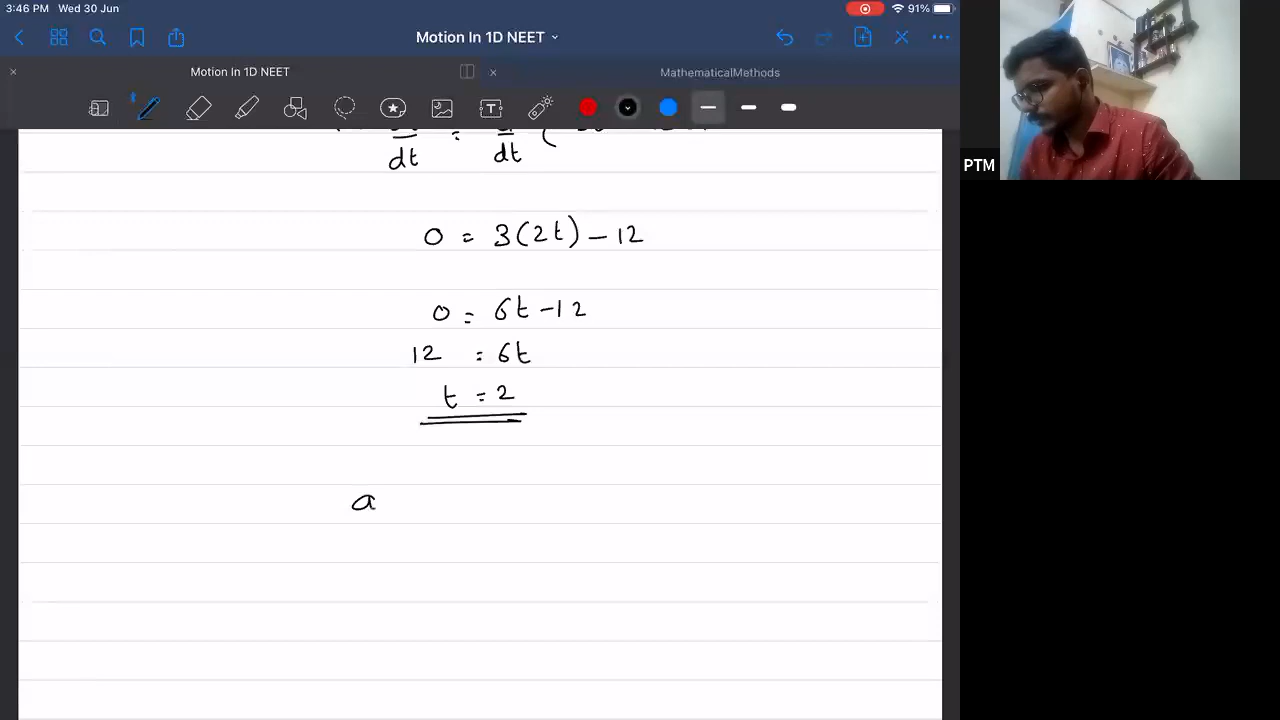 3:46 PM Wed 30 Jun 91%
Motion In 1D NEET
Motion In 1D NEET MathematicalMethods
PTM
dt = dt (
0 = 3(2t) - 12
0 = 6t - 12
12 = 6t
t = 2
a